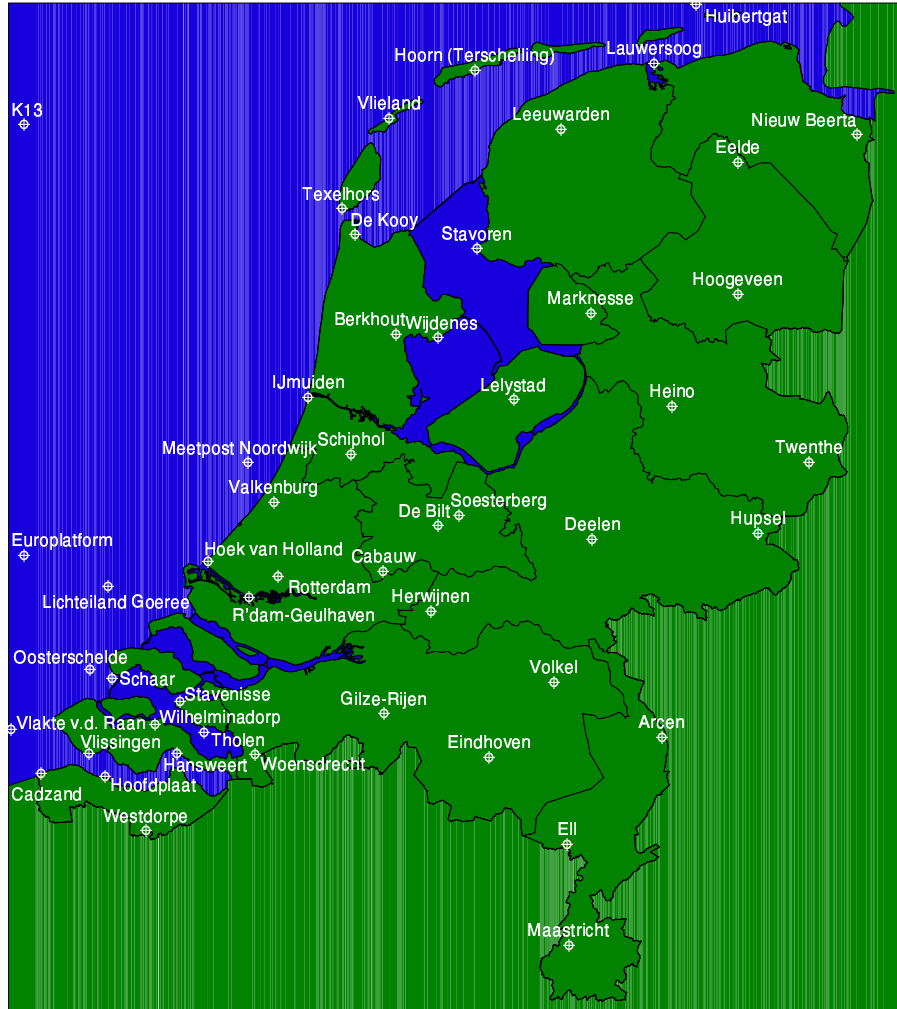 Huibertgat
Lauwersoog
Hoorn (Terschelling)
Vlieland
K13
Leeuwarden
Nieuw Beerta
Eelde
Texelhors
De Kooy
Stavoren
Hoogeveen
Marknesse
Berkhout
Wijdenes
IJmuiden
Lelystad
Heino
Schiphol
Meetpost Noordwijk
Twenthe
Valkenburg
Soesterberg
De Bilt
Deelen
Hupsel
Europlatform
Hoek van Holland
Cabauw
Rotterdam
Lichteiland Goeree
Herwijnen
R'dam-Geulhaven
Oosterschelde
Volkel
Schaar
Stavenisse
Gilze-Rijen
Vlakte v.d. Raan
Wilhelminadorp
Arcen
Tholen
Eindhoven
Vlissingen
Hansweert
Woensdrecht
Hoofdplaat
Cadzand
Westdorpe
Ell
Maastricht